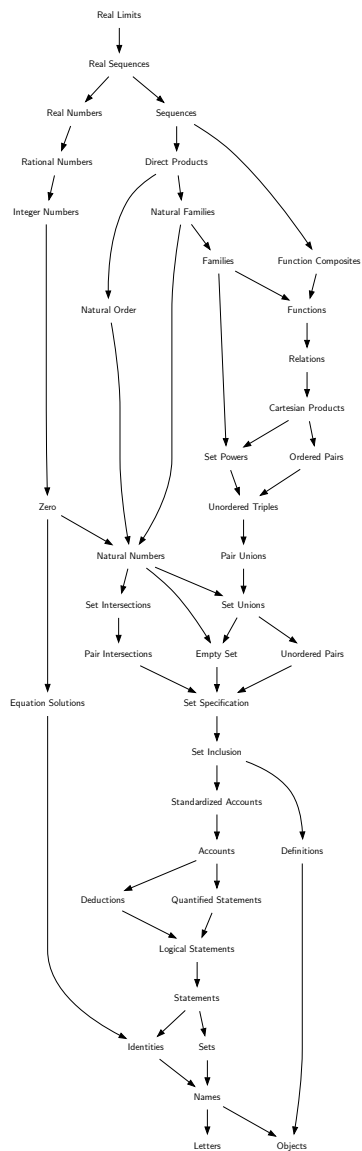 Real Limits
Real Sequences
Real Numbers Sequences
Rational Numbers Direct Products
Integer Numbers Natural Families
Families Function Composites
Natural Order Functions
Relations
Cartesian Products
Set Powers Ordered Pairs
Zero Unordered Triples
Natural Numbers Pair Unions
Set Intersections Set Unions
Pair Intersections Empty Set Unordered Pairs
Equation Solutions Set Specification
Set Inclusion
Standardized Accounts
Accounts Definitions
Deductions Quantified Statements
Logical Statements
Statements
Identities Sets
Names
Letters Objects